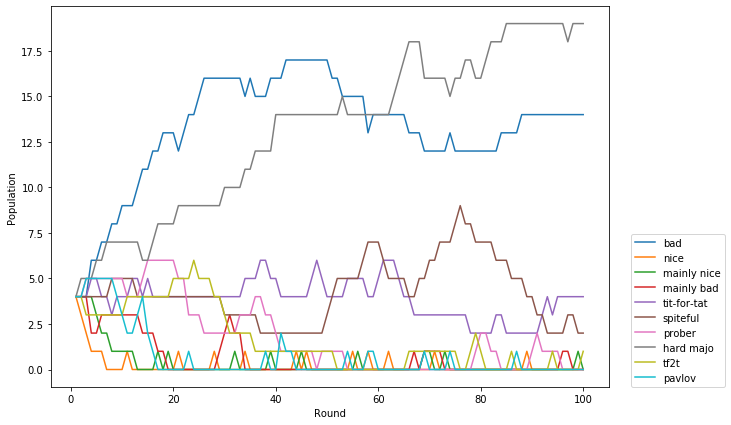 17.5
15.0
12.5
10.0
7.5
5.0
2.5
0.0
Population
0
20
40
60
80
100
Round
bad
nice
mainly nice
mainly bad
tit-for-tat
spiteful
prober
hard majo
tf2t
pavlov